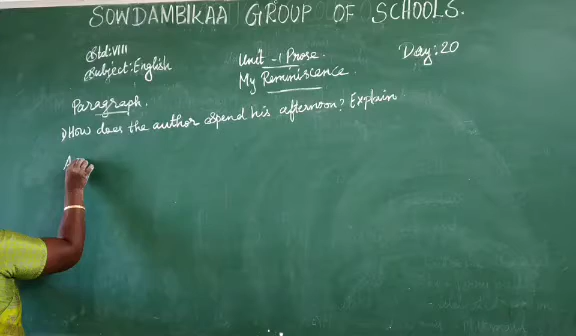 SOWDAMBIKAA GROUP OF SCHOOLS.
Std:VIII
Subject:English
Unit -1 Prose.
My Reminiscence.
Day:20
Paragraph.
1) How does the author spend his afternoon? Explain
A